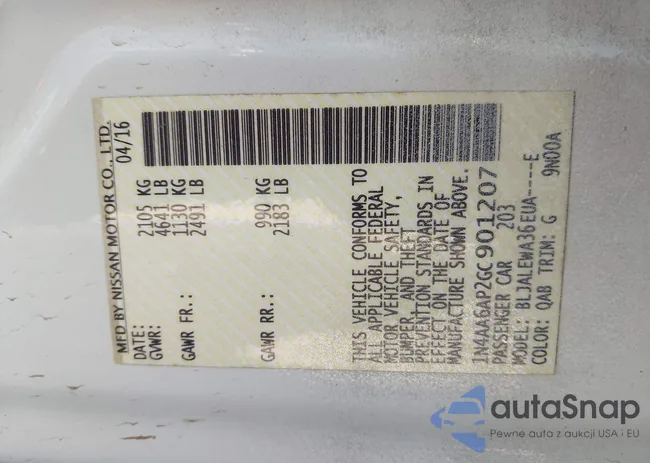 MFD BY NISSAN MOTOR CO., LTD.
DATE: 04/16
GVWR: 2105 KG
4641 LB
GAWR FR.: 1130 KG
2491 LB
GAWR RR.: 990 KG
2183 LB
THIS VEHICLE CONFORMS TO
ALL APPLICABLE FEDERAL
MOTOR VEHICLE SAFETY,
BUMPER, AND THEFT
PREVENTION STANDARDS IN
EFFECT ON THE DATE OF
MANUFACTURE SHOWN ABOVE.
1N4AA6AP2GC901207
PASSENGER CAR 203
MODEL: BLJALEWA36EUA----E
COLOR: QAB TRIM: G 9N00A
autaSnap
Pewne auta z aukcji USA i EU